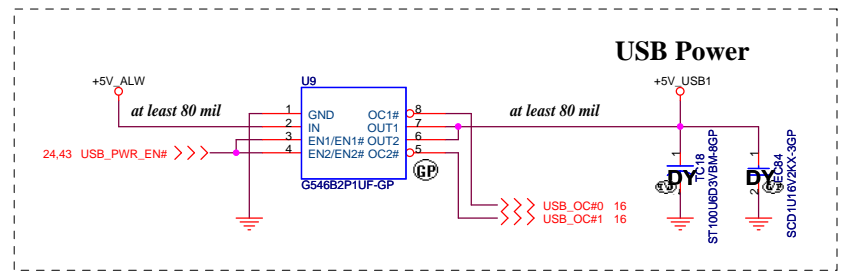 USB Power
+5V_ALW
U9
+5V_USB1
at least 80 mil
1 GND OC1# 8
2 IN OUT1 7
3 EN1/EN1# OUT2 6
4 EN2/EN2# OC2# 5
at least 80 mil
24,43 USB_PWR_EN#
GP
G546B2P1UF-GP
USB_OC#0 16
USB_OC#1 16
1
DY
2
TC18
ST100U6D3VBM-8GP
1
DY
2
EC84
SCD1U16V2KX-3GP